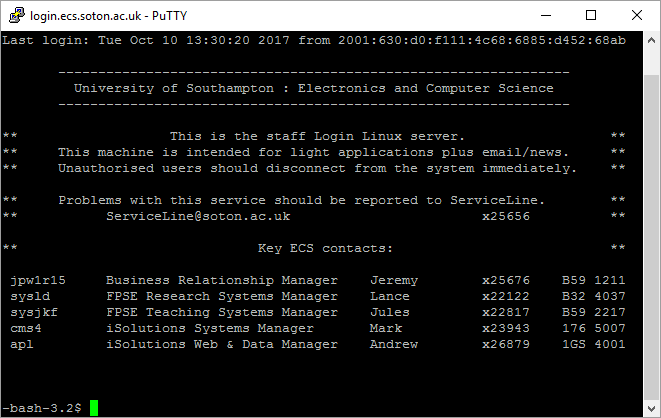 login.ecs.soton.ac.uk - PuTTY
Last login: Tue Oct 10 13:30:20 2017 from 2001:630:d0:f111:4c68:6885:d452:68ab
----------------------------------------------------------------
University of Southampton : Electronics and Computer Science
----------------------------------------------------------------
** This is the staff Login Linux server. **
** This machine is intended for light applications plus email/news. **
** Unauthorised users should disconnect from the system immediately. **
** Problems with this service should be reported to ServiceLine. **
** ServiceLine@soton.ac.uk x25656 **
** Key ECS contacts: **
jpw1r15 Business Relationship Manager Jeremy x25676 B59 1211
sysld FPSE Research Systems Manager Lance x22122 B32 4037
sysjkf FPSE Teaching Systems Manager Jules x22817 B59 2217
cms4 iSolutions Systems Manager Mark x23943 176 5007
apl iSolutions Web & Data Manager Andrew x26879 1GS 4001
-bash-3.2$